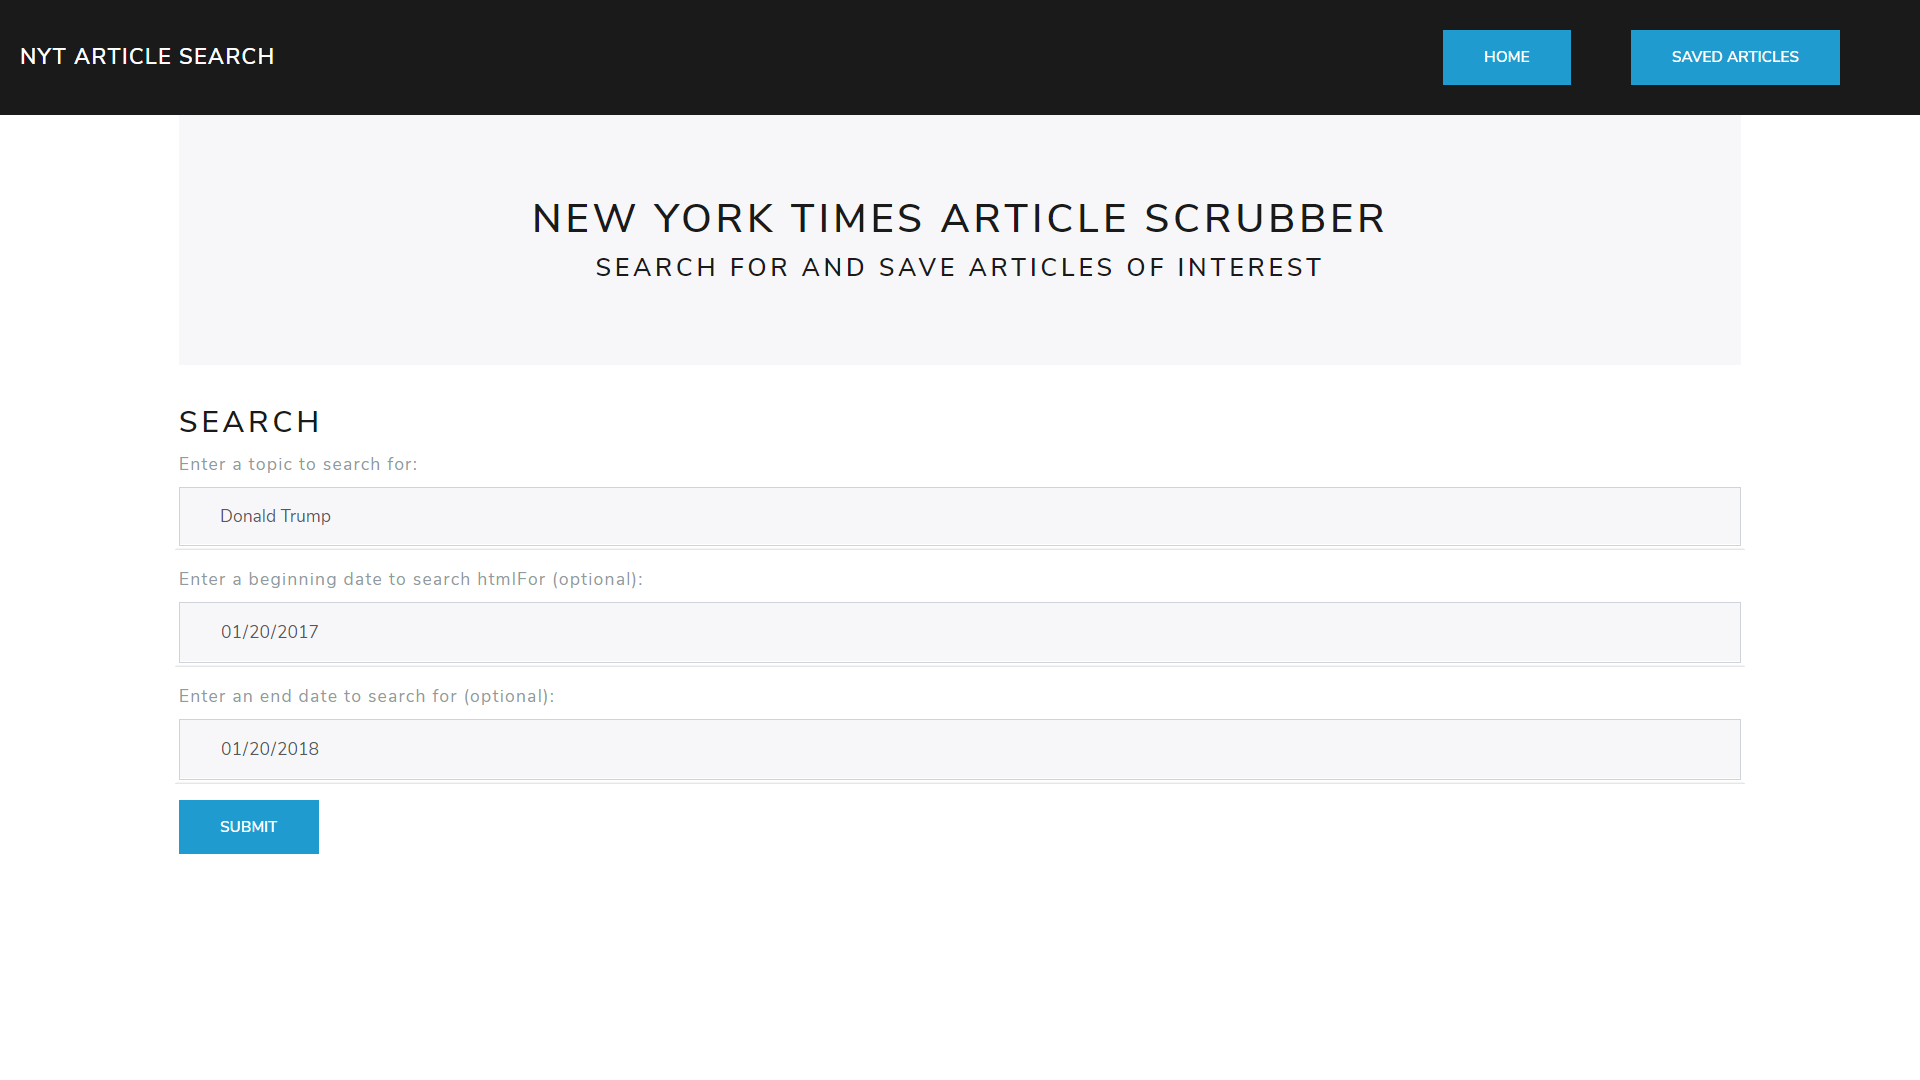 NYT ARTICLE SEARCH
HOME
SAVED ARTICLES
NEW YORK TIMES ARTICLE SCRUBBER
SEARCH FOR AND SAVE ARTICLES OF INTEREST
SEARCH
Enter a topic to search for:
Donald Trump
Enter a beginning date to search htmlFor (optional):
01/20/2017
Enter an end date to search for (optional):
01/20/2018
SUBMIT